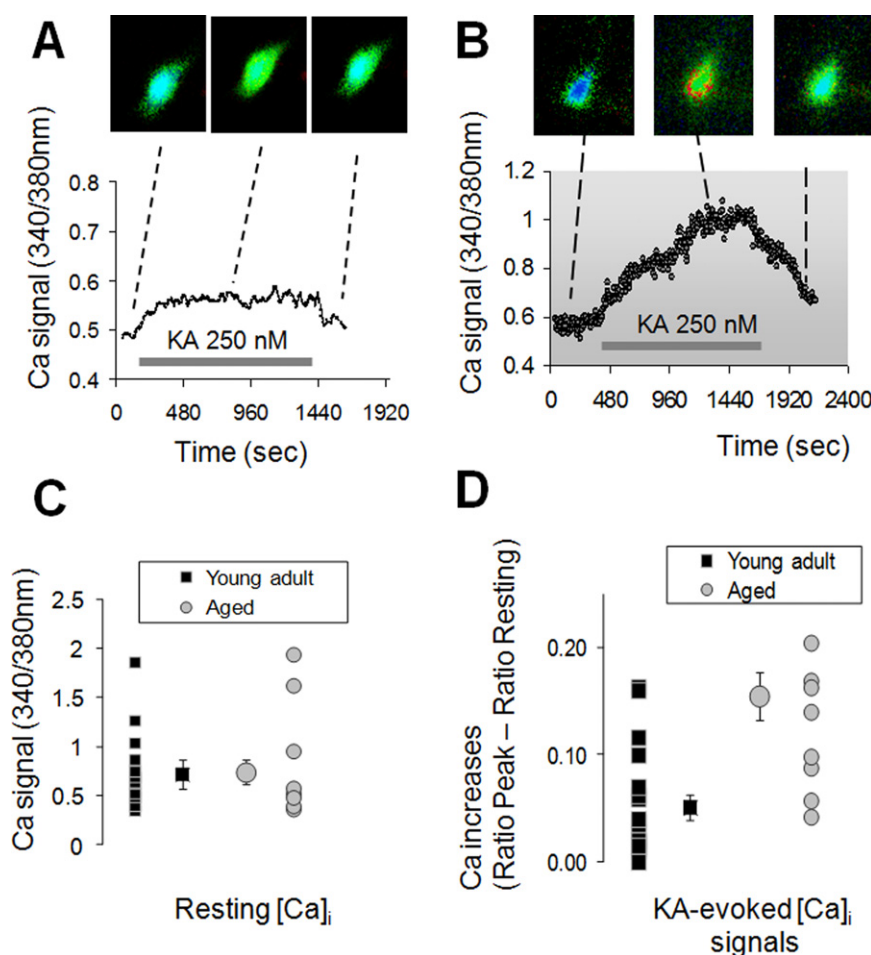 A
Ca signal (340/380nm)
0.8
0.7
0.6
0.5
0.4
KA 250 nM
0 480 960 1440 1920
Time (sec)
B
Ca signal (340/380nm)
1.2
1
0.8
0.6
0.4
KA 250 nM
0 480 960 1440 1920 2400
Time (sec)
C
Young adult
Aged
Ca signal (340/380nm)
2.5
2
1.5
1
0.5
0
Resting [Ca]i
D
Young adult
Aged
Ca increases
(Ratio Peak – Ratio Resting)
0.20
0.10
0.00
KA-evoked [Ca]i
signals